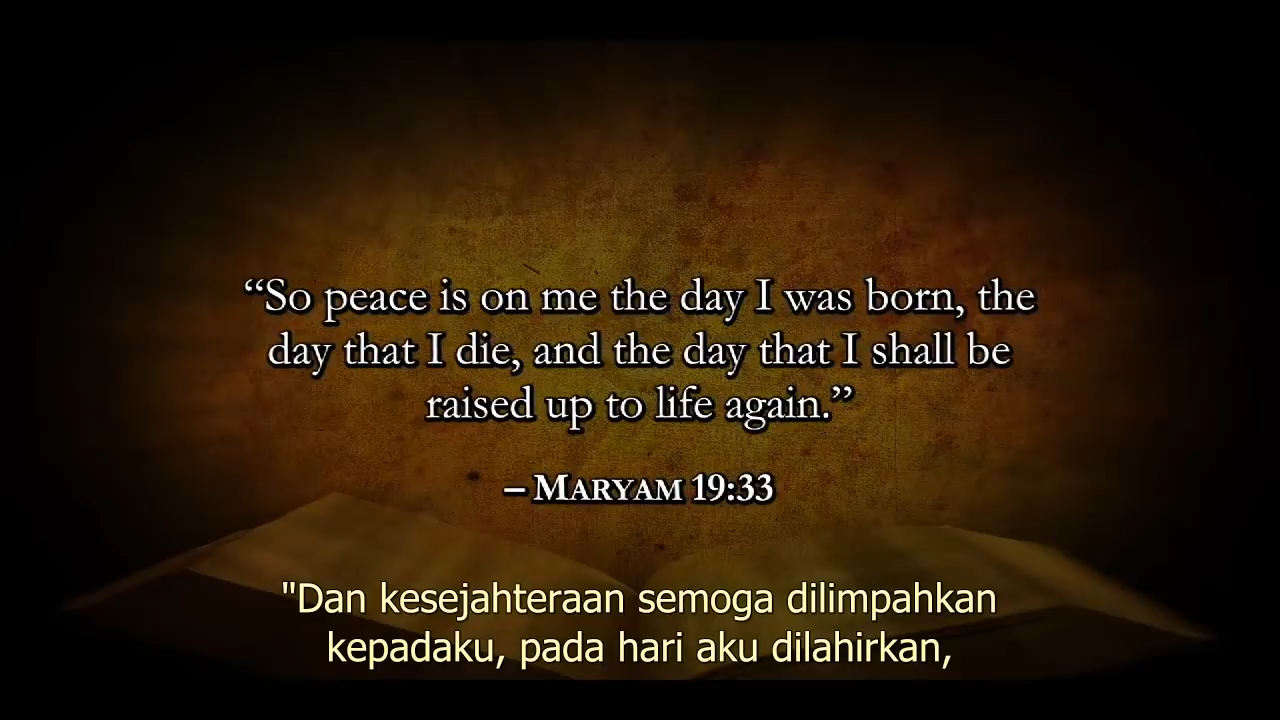 “So peace is on me the day I was born, the
day that I die, and the day that I shall be
raised up to life again.”
– MARYAM 19:33
"Dan kesejahteraan semoga dilimpahkan
kepadaku, pada hari aku dilahirkan,